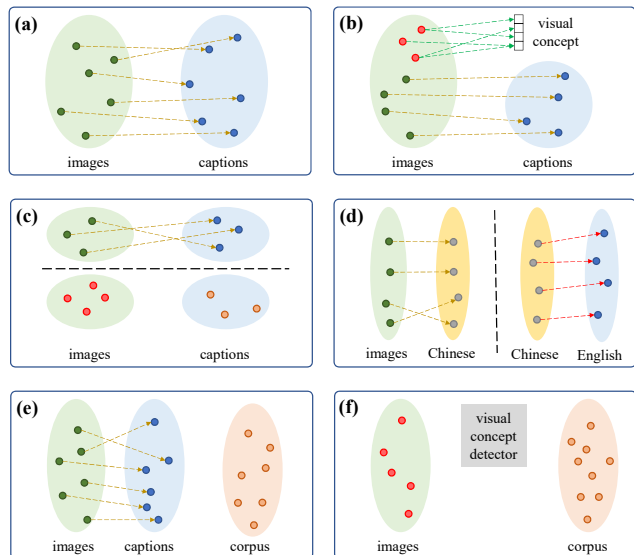 (a)
images captions
(b)
visual
concept
images captions
(c)
images captions
(d)
images Chinese Chinese English
(e)
images captions corpus
(f)
visual
concept
detector
images corpus